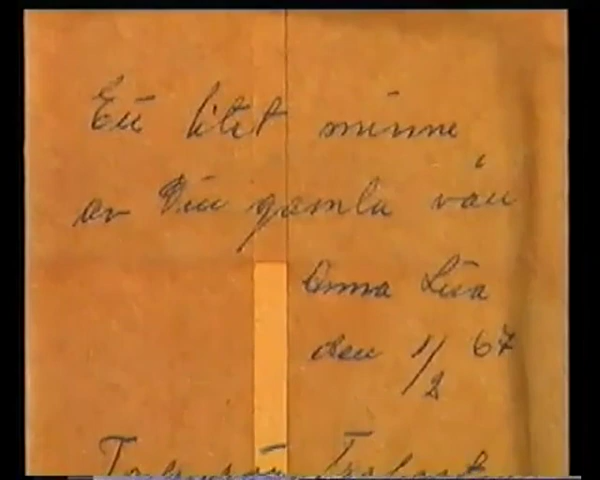 Ett litet minne
av Din gamla vän
Anna Lisa
den 1/2 67